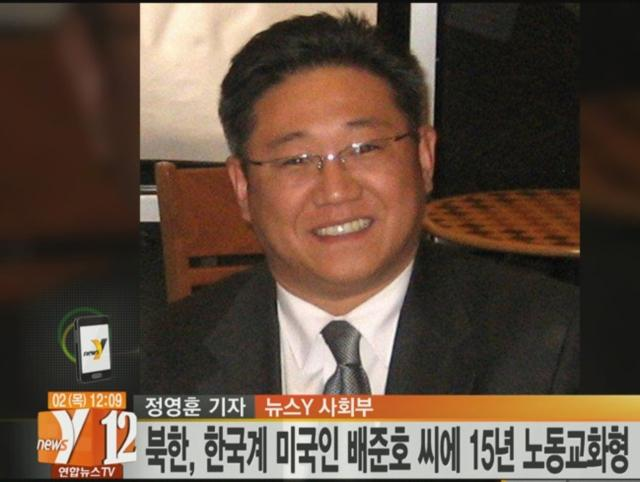 newsY
02(목) 12:09
정영훈 기자
뉴스Y 사회부
news Y 12
연합뉴스TV
북한, 한국계 미국인 배준호 씨에 15년 노동교화형